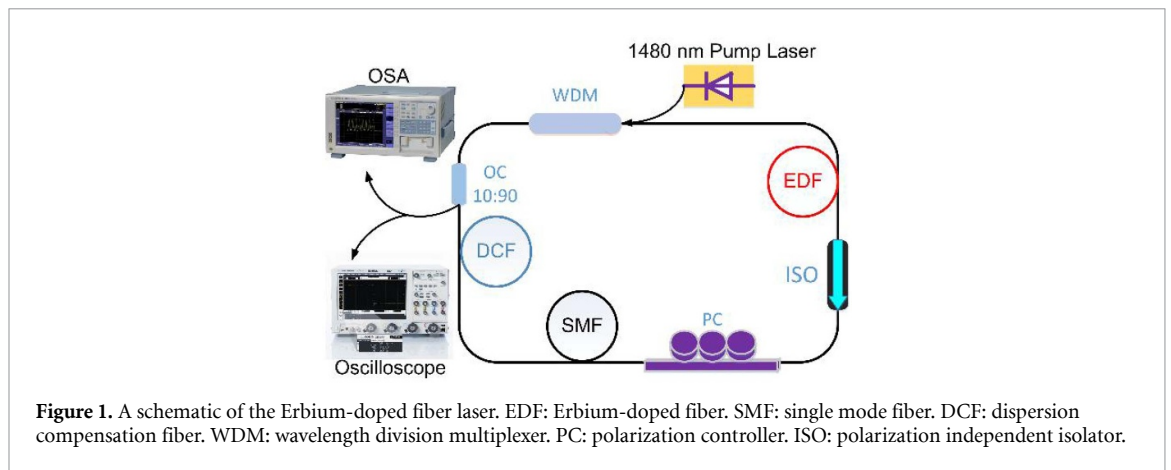 1480 nm Pump Laser
OSA
WDM
OC
10:90
EDF
DCF
ISO
SMF
PC
Oscilloscope
Figure 1. A schematic of the Erbium-doped fiber laser. EDF: Erbium-doped fiber. SMF: single mode fiber. DCF: dispersion
compensation fiber. WDM: wavelength division multiplexer. PC: polarization controller. ISO: polarization independent isolator.